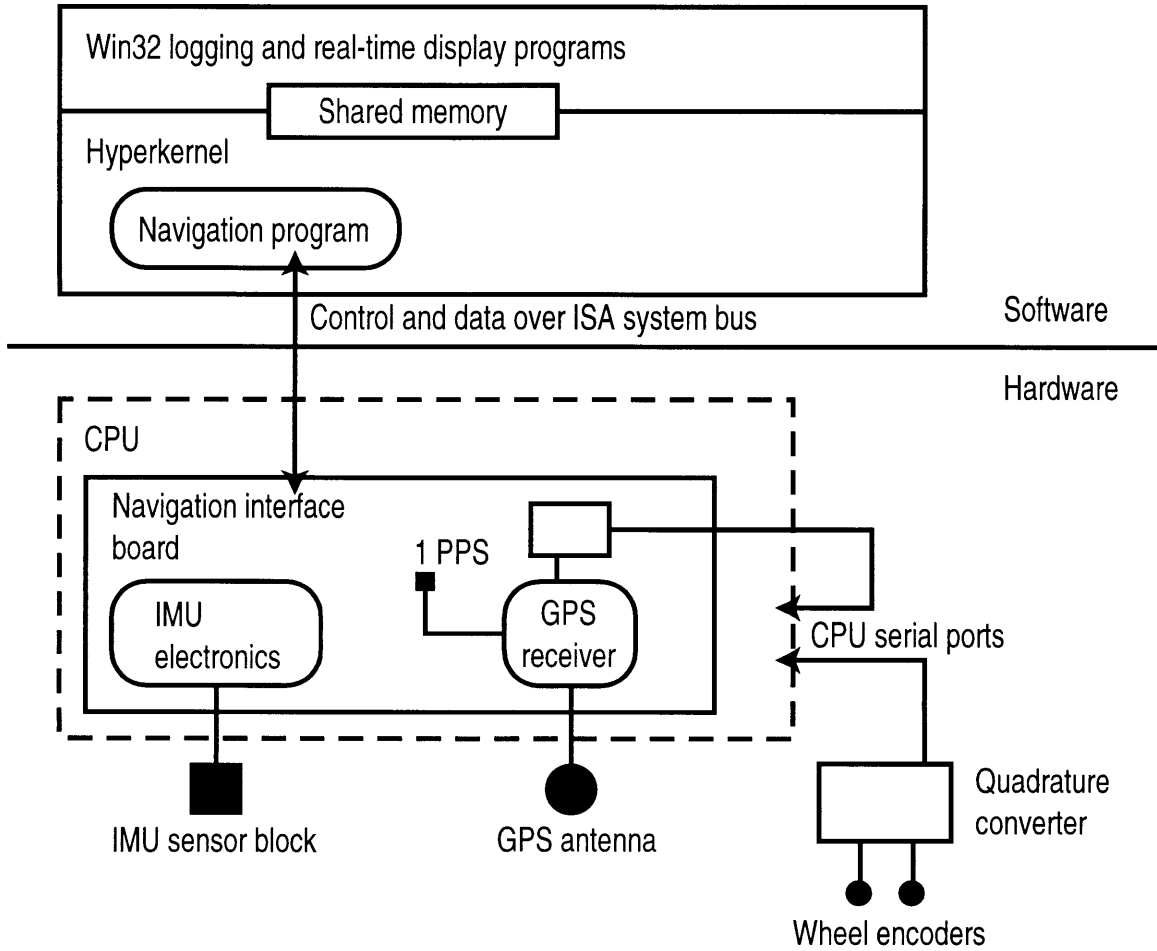 Win32 logging and real-time display programs
Shared memory
Hyperkernel
Navigation program
Control and data over ISA system bus
Software
Hardware
CPU
Navigation interface
board
1 PPS
IMU
electronics
GPS
receiver
CPU serial ports
IMU sensor block
GPS antenna
Quadrature
converter
Wheel encoders